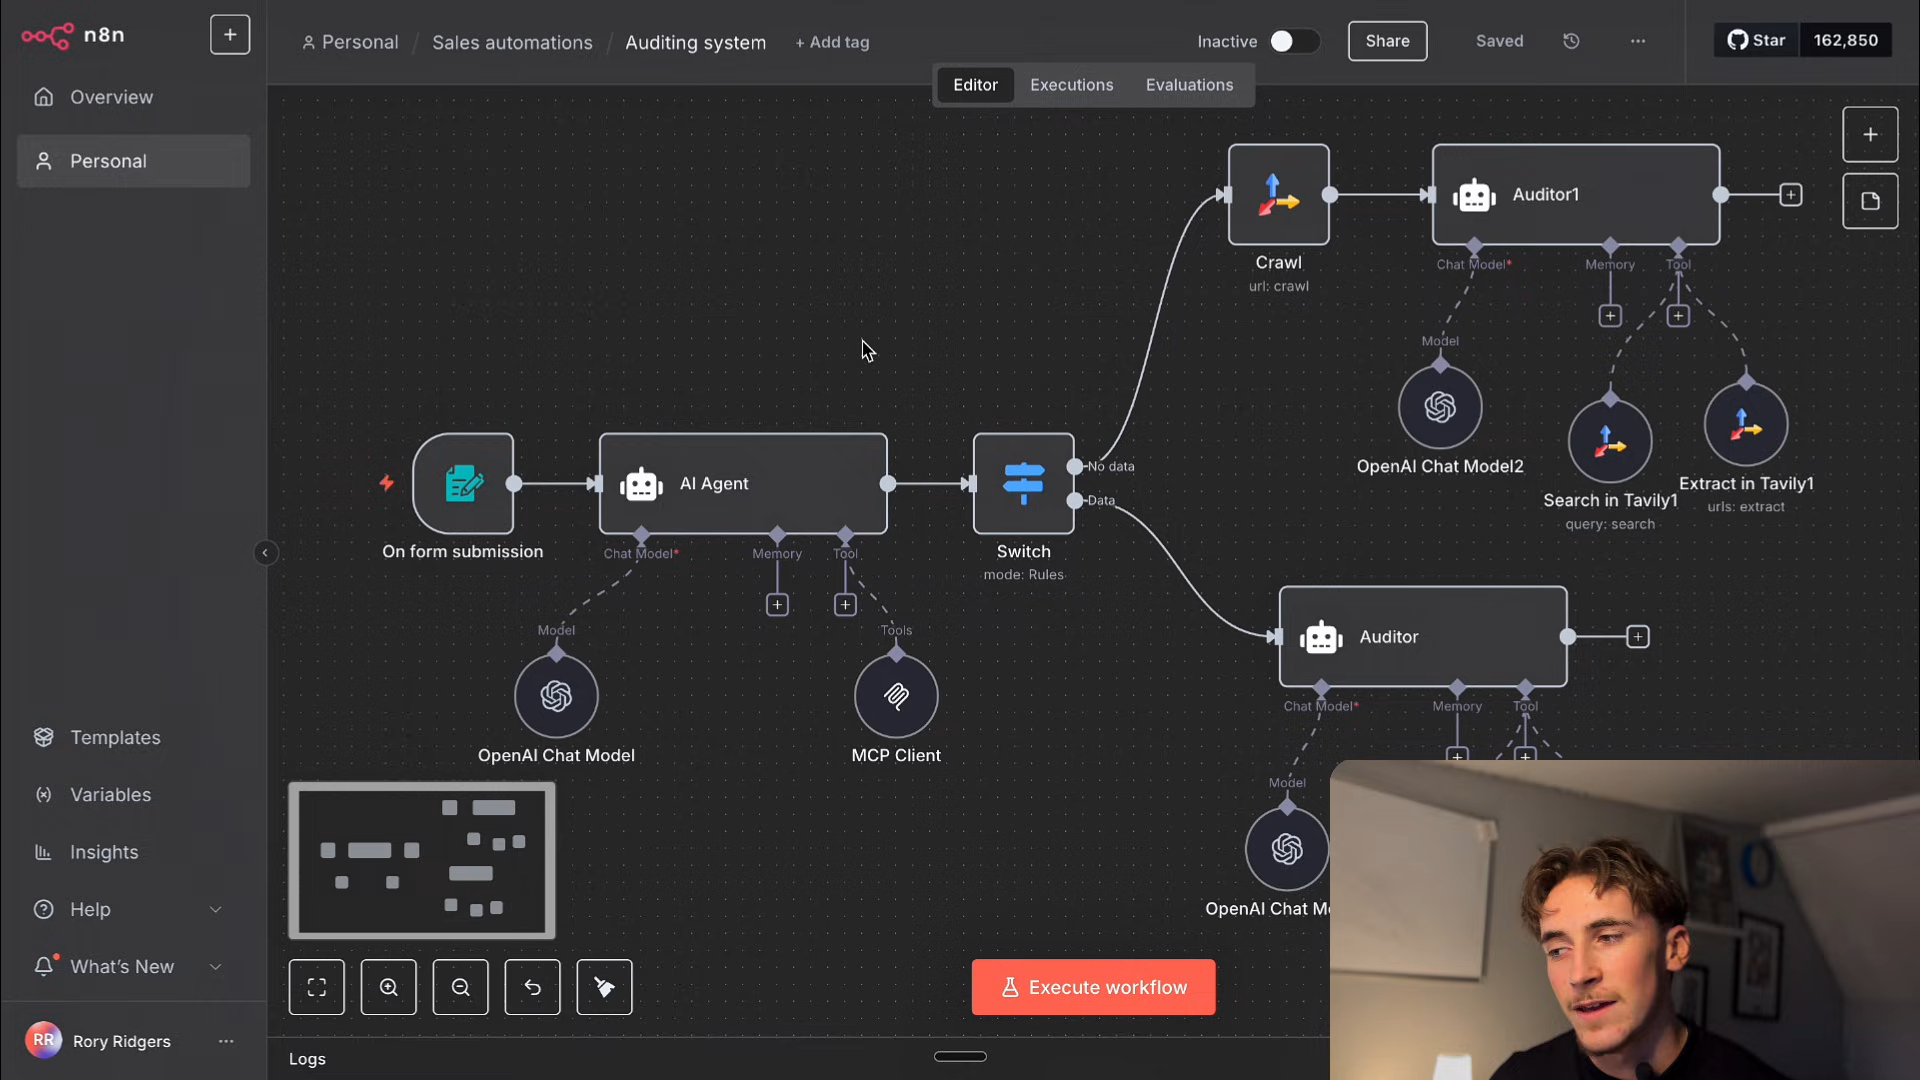 n8n
Personal / Sales automations / Auditing system + Add tag
Inactive
Share
Saved
Star 162,850
Editor Executions Evaluations
Overview
Personal
Templates
Variables
Insights
Help
What's New
RR Rory Ridgers
On form submission
AI Agent
Chat Model*
Memory
Tool
Model
OpenAI Chat Model
Tools
MCP Client
Switch
mode: Rules
No data
Data
Crawl
url: crawl
Auditor1
Chat Model*
Memory
Tool
Model
OpenAI Chat Model2
Search in Tavily1
query: search
Extract in Tavily1
urls: extract
Auditor
Chat Model*
Memory
Tool
Model
OpenAI Chat
Execute workflow
Logs